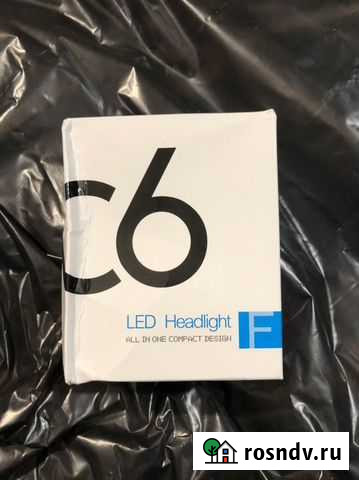 C6
LED Headlight F
ALL IN ONE COMPACT DESIGN
rosndv.ru